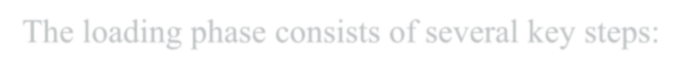 The loading phase consists of several key steps: